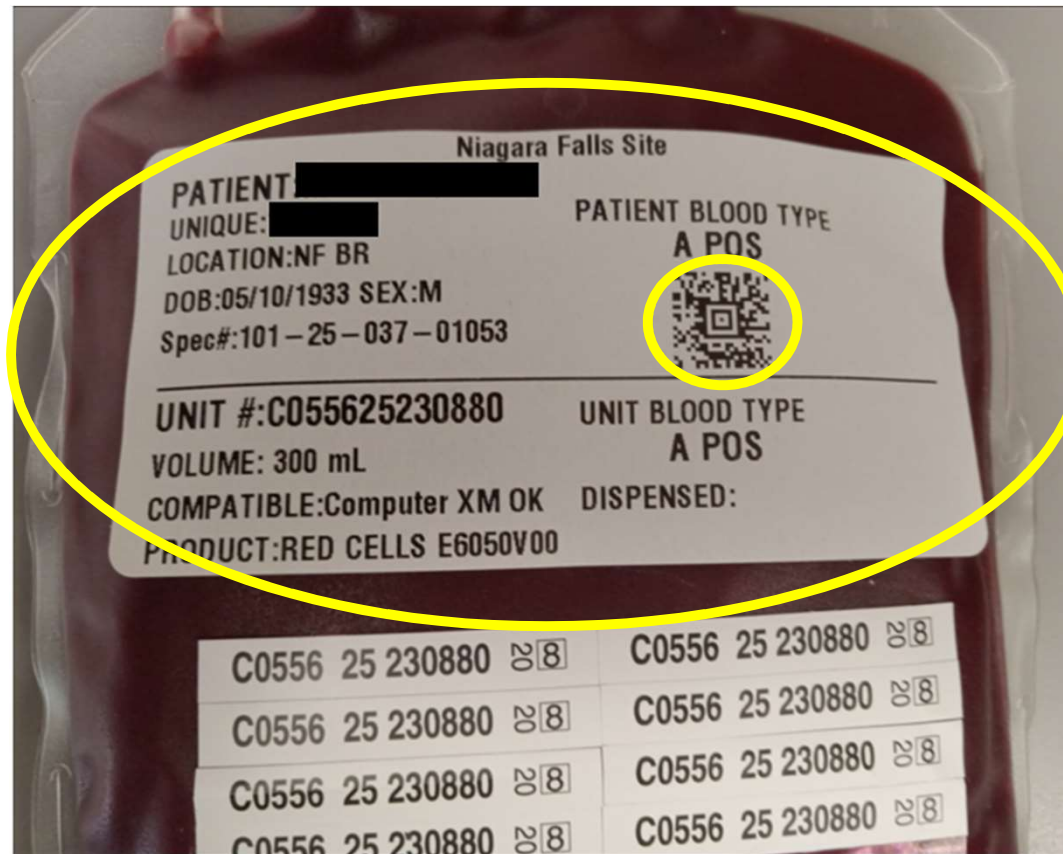 Niagara Falls Site
PATIENT:
UNIQUE:
LOCATION:NF BR
DOB:05/10/1933 SEX:M
Spec#:101-25-037-01053
PATIENT BLOOD TYPE
A POS
UNIT #:C055625230880
VOLUME: 300 mL
COMPATIBLE:Computer XM OK
PRODUCT:RED CELLS E6050V00
UNIT BLOOD TYPE
A POS
DISPENSED:
C0556 25 230880 20 8
C0556 25 230880 20 8
C0556 25 230880 20 8
C0556 25 230880 20 8
C0556 25 230880 20 8
C0556 25 230880 20 8
C0556 25 230880 20 8
C0556 25 230880 20 8